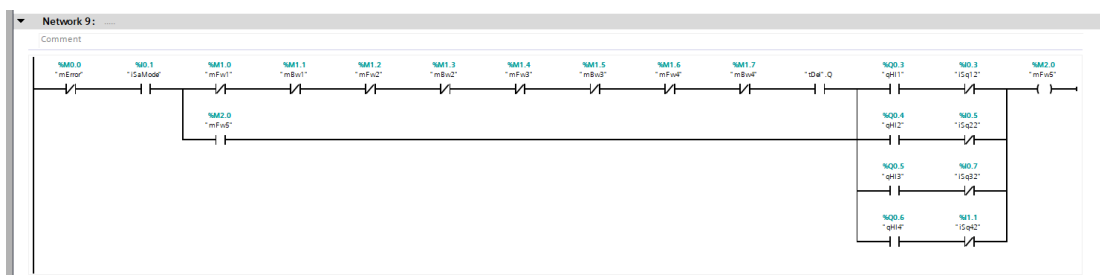 Network 9: .....
Comment
%M0.0 %I0.1 %M1.0 %M1.1 %M1.2 %M1.3 %M1.4 %M1.5 %M1.6 %M1.7 %Q0.3 %I0.3 %M2.0
"mError" "iSaMode" "mFw1" "mBw1" "mFw2" "mBw2" "mFw3" "mBw3" "mFw4" "mBw4" "tDel".Q "qHl1" "iSq12" "mFw5"
%M2.0 %Q0.4 %I0.5
"mFw5" "qHl2" "iSq22"
%Q0.5 %I0.7
"qHl3" "iSq32"
%Q0.6 %I1.1
"qHl4" "iSq42"